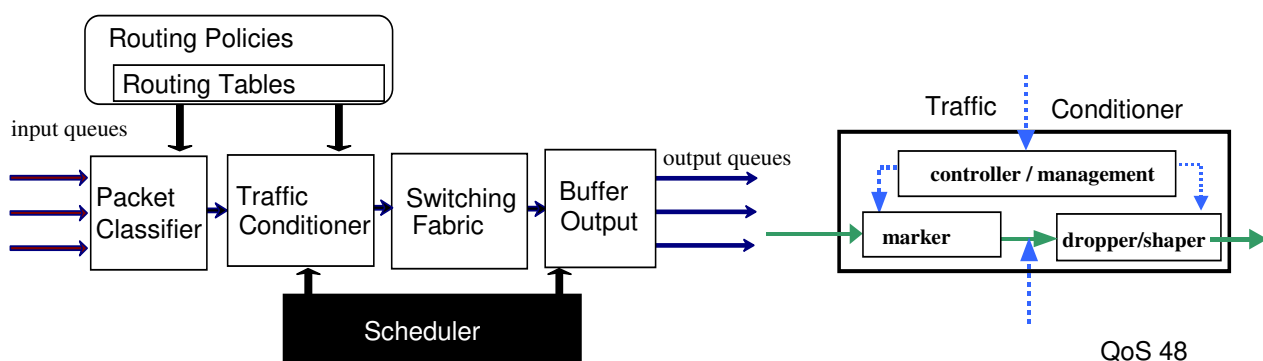 Routing Policies
Routing Tables
input queues
Packet
Classifier
Traffic
Conditioner
Switching
Fabric
Buffer
Output
output queues
Scheduler
Traffic Conditioner
controller / management
marker
dropper/shaper
QoS 48